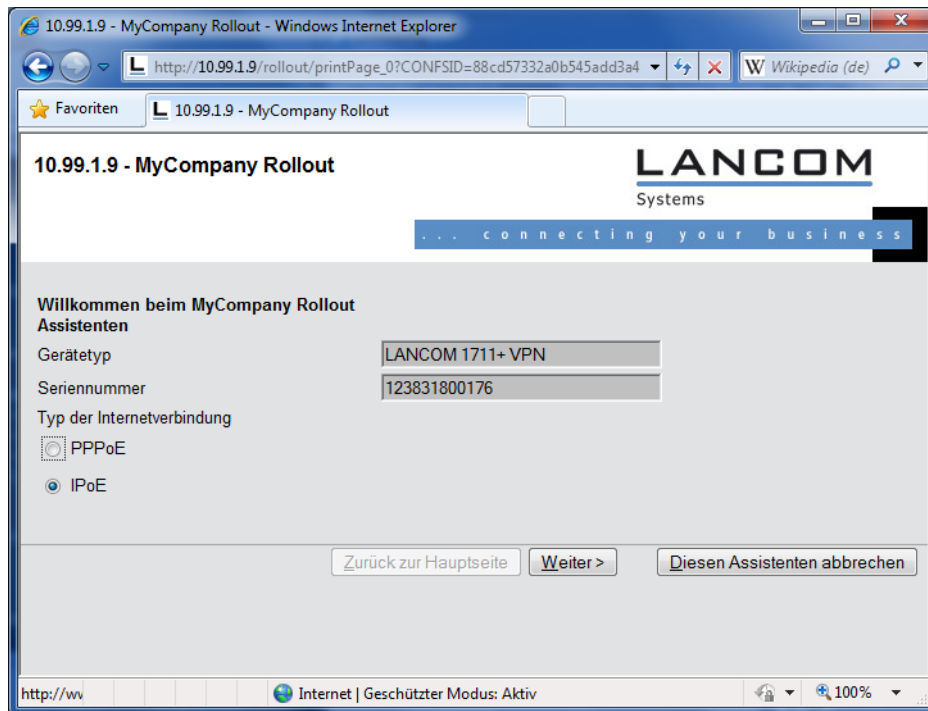 10.99.1.9 - MyCompany Rollout - Windows Internet Explorer
http://10.99.1.9/rollout/printPage_0?CONFSID=88cd57332a0b545add3a4
W Wikipedia (de)
Favoriten
L 10.99.1.9 - MyCompany Rollout
10.99.1.9 - MyCompany Rollout
LANCOM
Systems
... connecting your business
Willkommen beim MyCompany Rollout
Assistenten
Gerätetyp LANCOM 1711+ VPN
Seriennummer 123831800176
Typ der Internetverbindung
PPPoE
IPoE
Zurück zur Hauptseite Weiter > Diesen Assistenten abbrechen
http://wv Internet | Geschützter Modus: Aktiv 100%